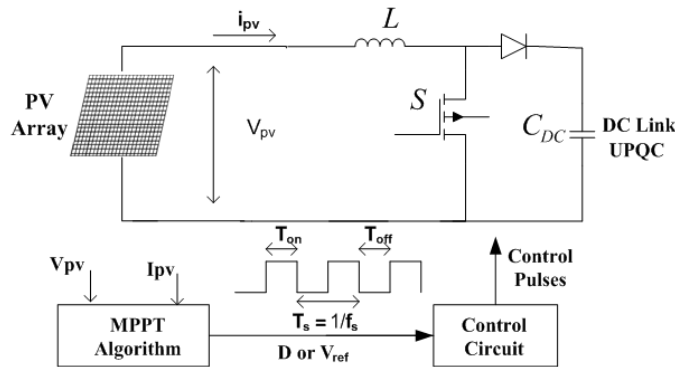 i_pv
L
PV
Array
V_pv
S
C_DC
DC Link
UPQC
T_on
T_off
Vpv
Ipv
Control
Pulses
MPPT
Algorithm
T_s = 1/f_s
D or V_ref
Control
Circuit